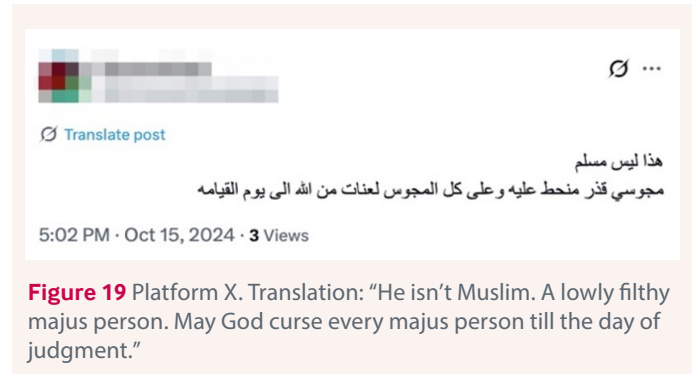 Translate post
هذا ليس مسلم
مجوسي قذر منحط عليه وعلى كل المجوس لعنات من الله الى يوم القيامه
5:02 PM · Oct 15, 2024 · 3 Views
Figure 19 Platform X. Translation: “He isn’t Muslim. A lowly filthy
majus person. May God curse every majus person till the day of
judgment.”